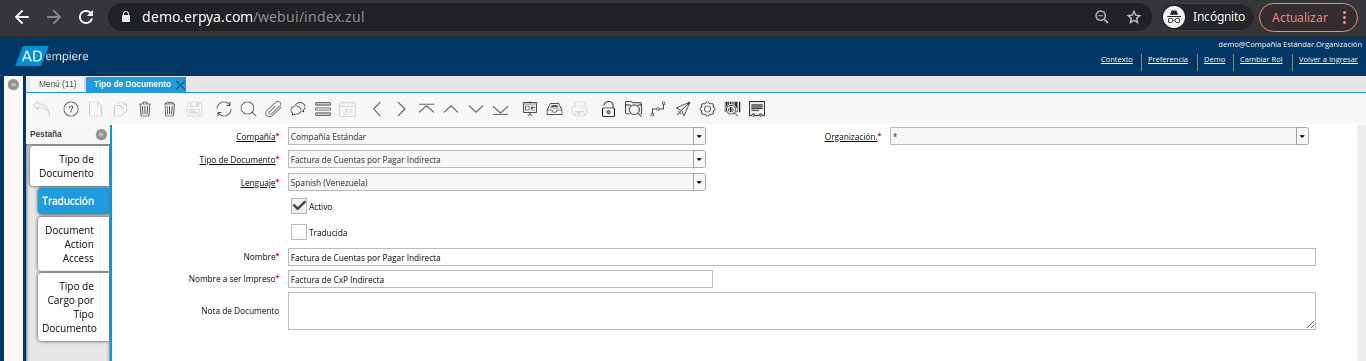 demo.erpya.com/webui/index.zul
Incógnito
Actualizar
ADempiere
demo@Compañia Estándar.Organización
Contexto
Preferencia
Demo
Cambiar Rol
Volver a Ingresar
Menú (11)
Tipo de Documento
Pestaña
Tipo de
Documento
Traducción
Document
Action
Access
Tipo de
Cargo por
Tipo
Documento
Compañía* Compañía Estándar
Organización.* *
Tipo de Documento* Factura de Cuentas por Pagar Indirecta
Lenguaje* Spanish (Venezuela)
Activo
Traducida
Nombre* Factura de Cuentas por Pagar Indirecta
Nombre a ser Impreso* Factura de CxP Indirecta
Nota de Documento